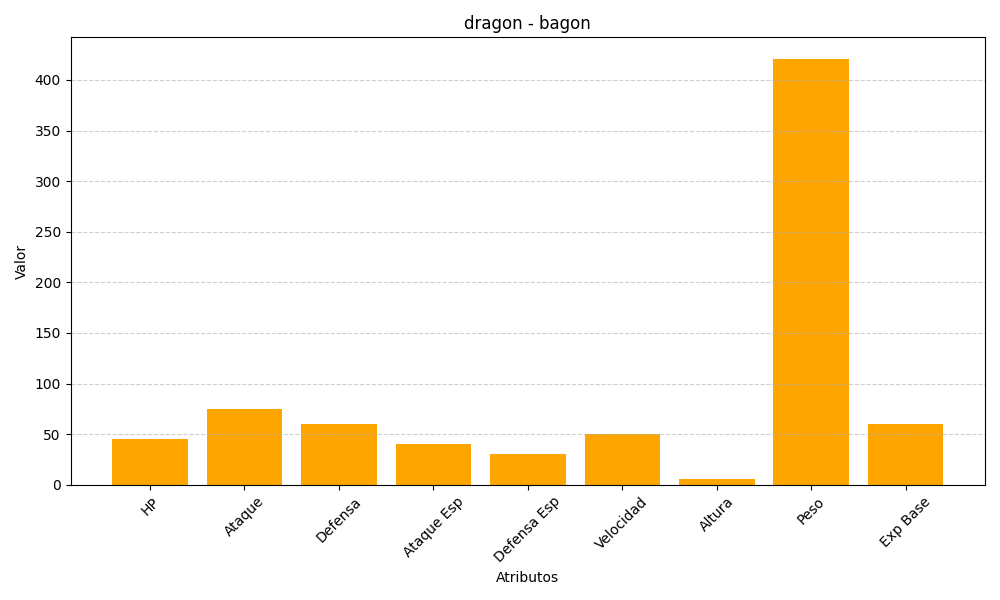 dragon - bagon
Valor
400
350
300
250
200
150
100
50
0
HP
Ataque
Defensa
Ataque Esp
Defensa Esp
Velocidad
Altura
Peso
Exp Base
Atributos